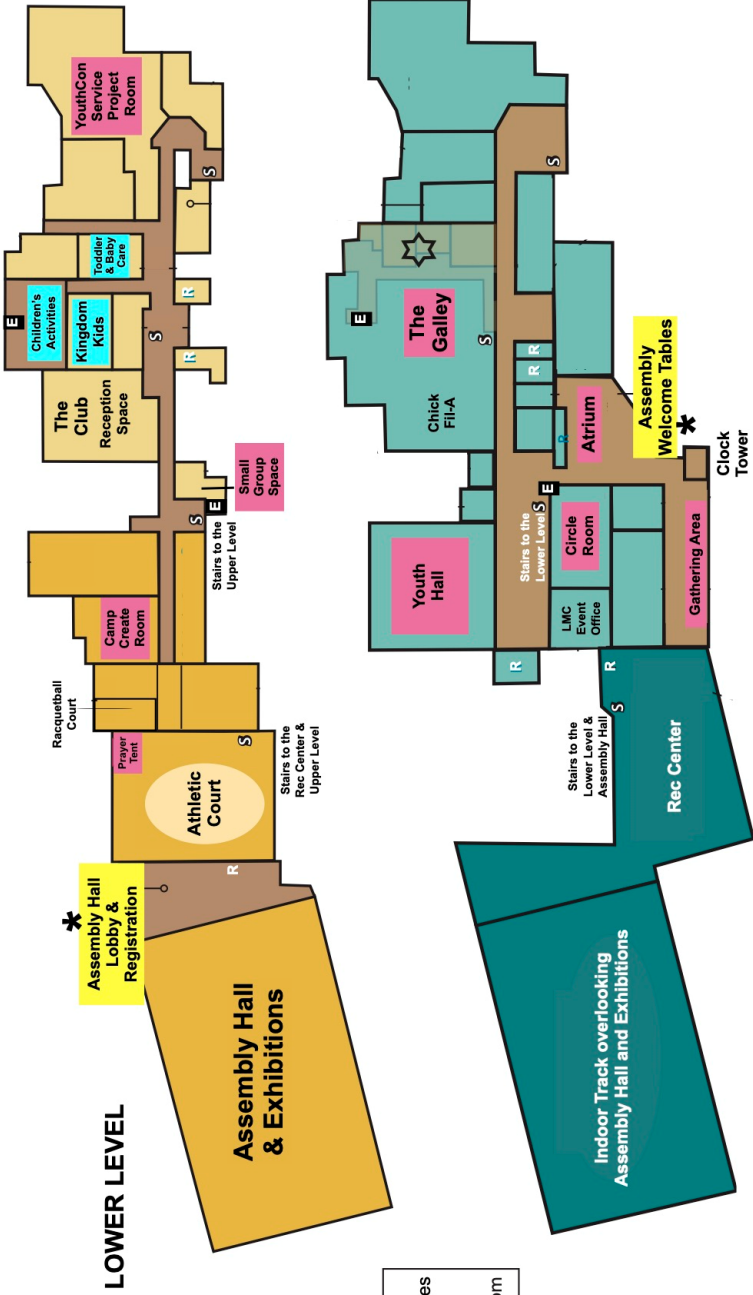 LOWER LEVEL
YouthCon
Service
Project
Room
Toddler
& Baby
Care
E
Children's
Activities
Kingdom
Kids
The
Club
Reception
Space
S
R
S
R
Small
Group
Space
E
S
Stairs to the
Upper Level
Camp
Create
Room
Racquetball
Court
Prayer
Tent
S
Athletic
Court
Stairs to the
Rec Center &
Upper Level
*
Assembly Hall
Lobby &
Registration
R
Assembly Hall
& Exhibitions
S
E
The
Galley
S
Chick
Fil-A
R
R
R
Assembly
Welcome Tables
*
Atrium
Clock
Tower
E
S
Stairs to the
Lower Level
Circle
Room
Youth
Hall
LMC
Event
Office
Gathering Area
R
R
S
Stairs to the
Lower Level &
Assembly Hall
Rec Center
Indoor Track overlooking
Assembly Hall and Exhibitions
es
om